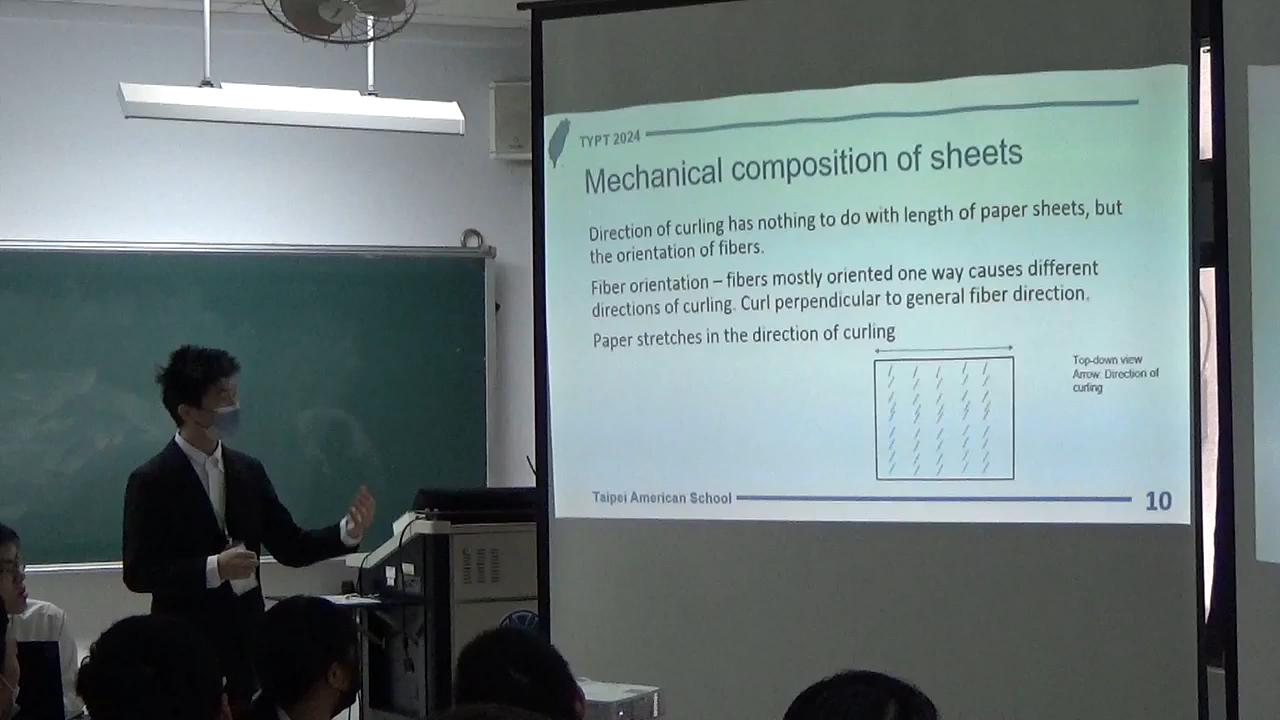 TYPT 2024
Mechanical composition of sheets
Direction of curling has nothing to do with length of paper sheets, but
the orientation of fibers.
Fiber orientation – fibers mostly oriented one way causes different
directions of curling. Curl perpendicular to general fiber direction.
Paper stretches in the direction of curling
Top-down view
Arrow: Direction of
curling
Taipei American School
10